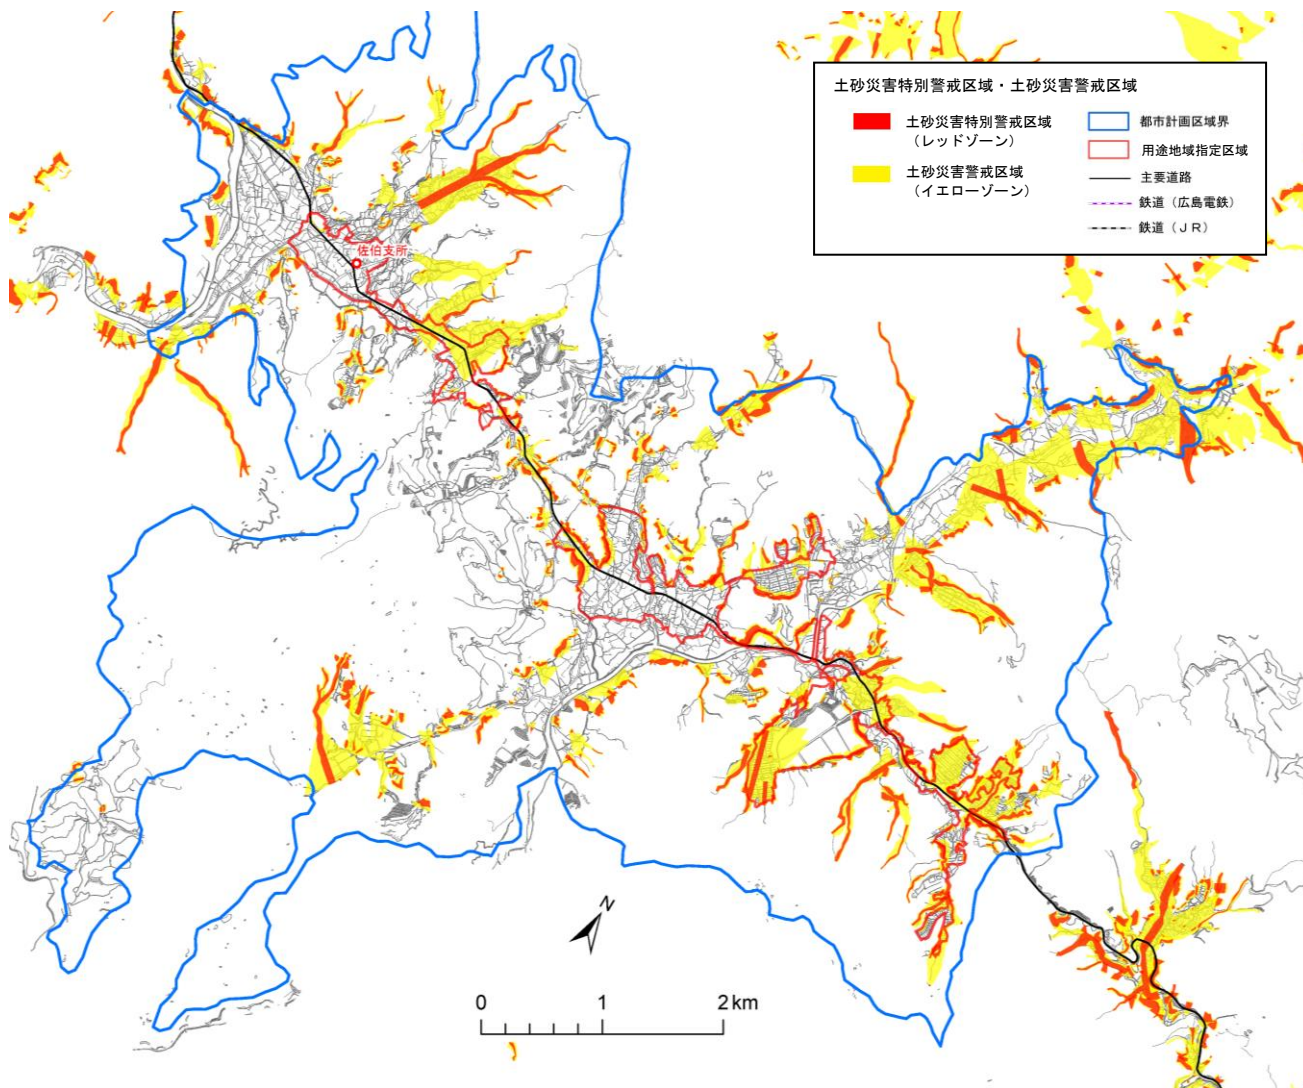 土砂災害特別警戒区域・土砂災害警戒区域
土砂災害特別警戒区域
（レッドゾーン）
土砂災害警戒区域
（イエローゾーン）
都市計画区域界
用途地域指定区域
主要道路
鉄道（広島電鉄）
鉄道（ＪＲ）
佐伯支所
N
0 1 2km